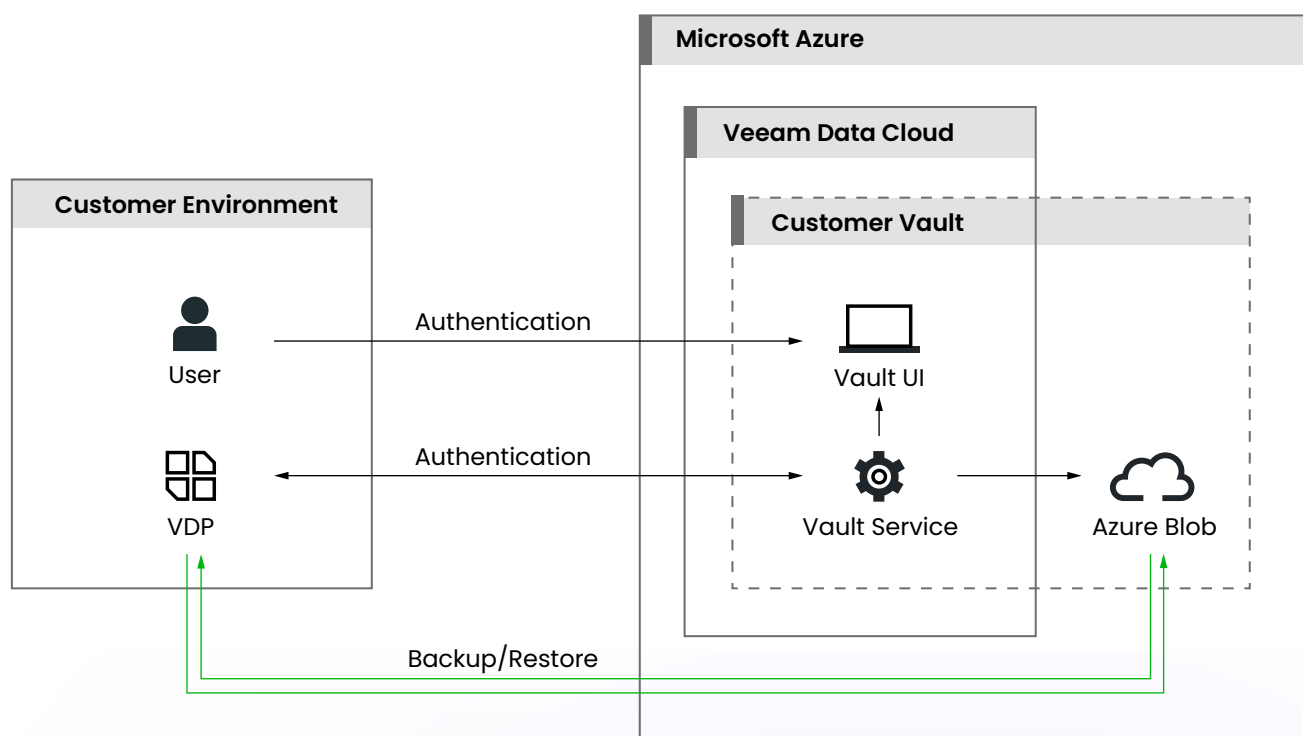 Microsoft Azure
Veeam Data Cloud
Customer Environment
Customer Vault
Authentication
User
Vault UI
Authentication
VDP
Vault Service
Azure Blob
Backup/Restore